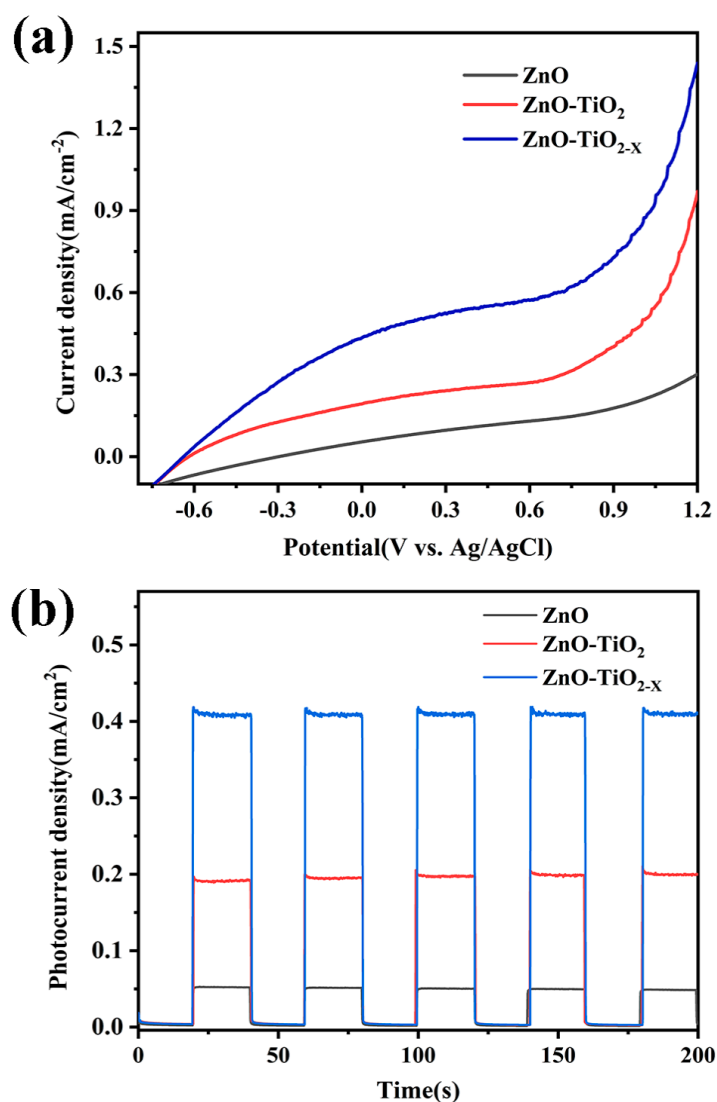 (a)
1.5
1.2
0.9
0.6
0.3
0.0
Current density(mA/cm⁻²)
ZnO
ZnO-TiO₂
ZnO-TiO₂₋ₓ
-0.6 -0.3 0.0 0.3 0.6 0.9 1.2
Potential(V vs. Ag/AgCl)
(b)
0.5
0.4
0.3
0.2
0.1
0.0
Photocurrent density(mA/cm²)
ZnO
ZnO-TiO₂
ZnO-TiO₂₋ₓ
0 50 100 150 200
Time(s)